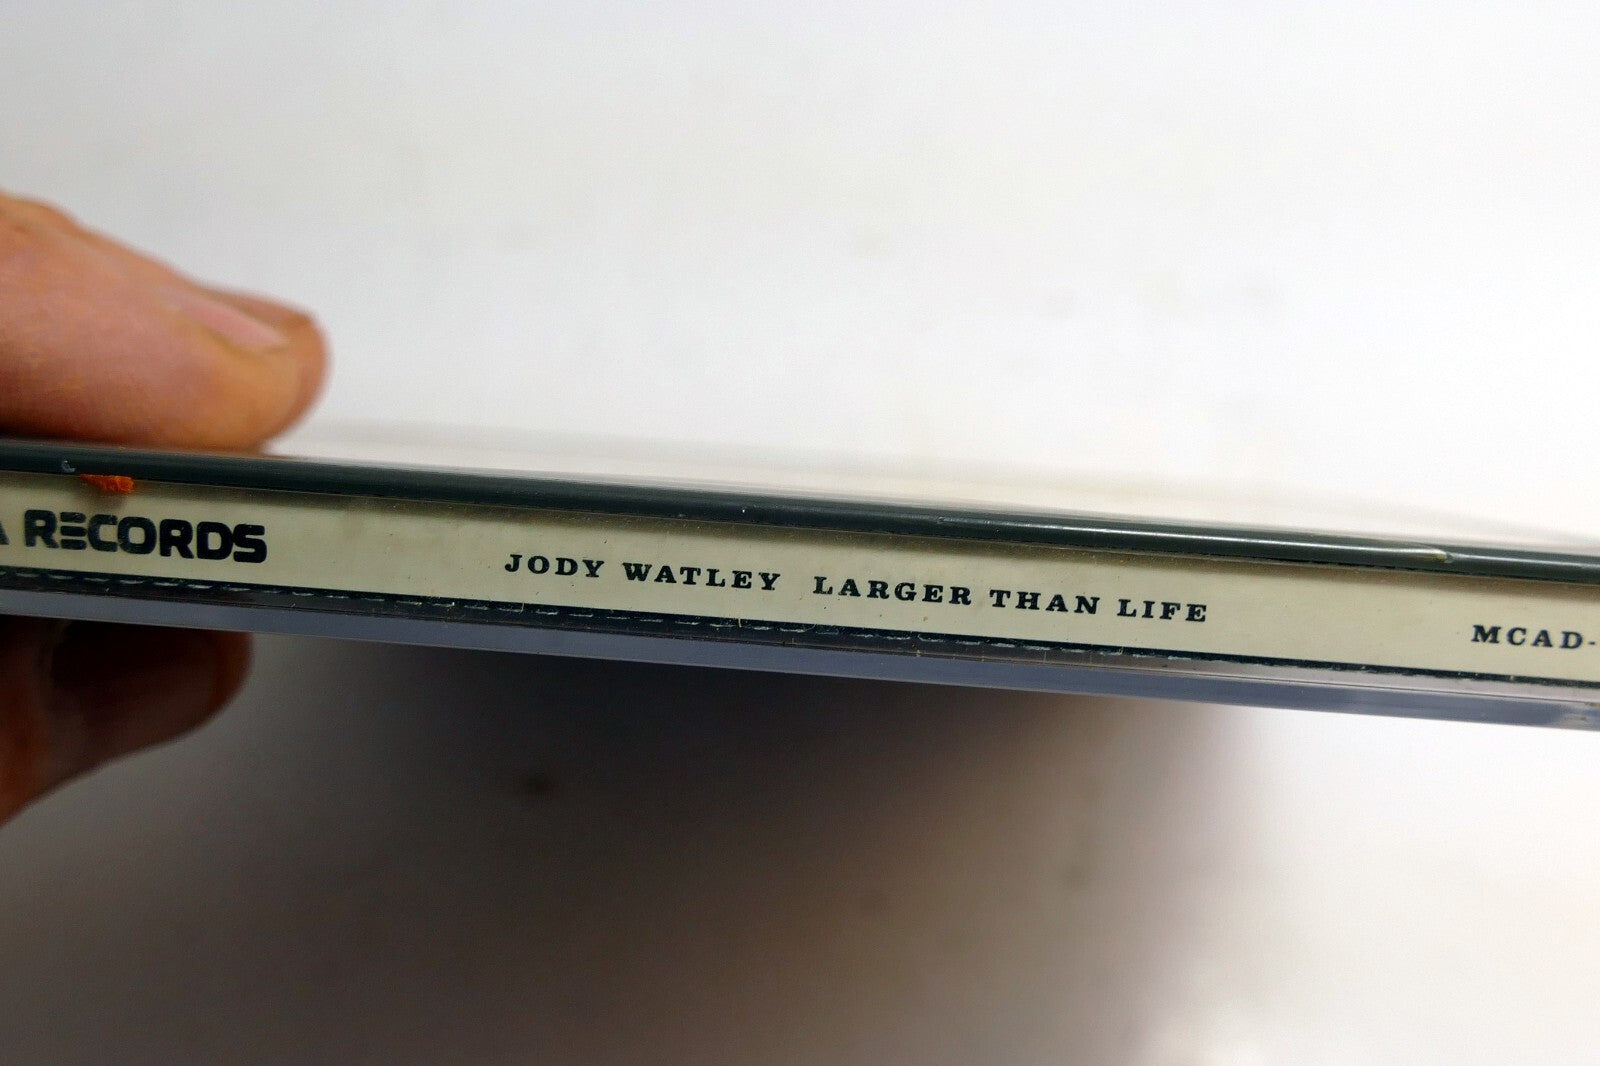 A RECORDS JODY WATLEY LARGER THAN LIFE MCAD-